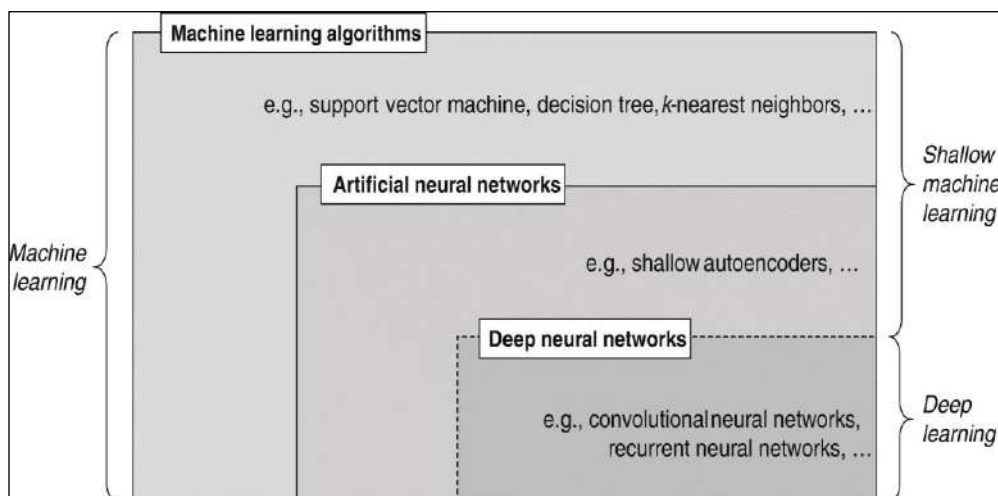 Machine learning algorithms
e.g., support vector machine, decision tree, k-nearest neighbors, ...
Artificial neural networks
Shallow
machine
learning
Machine
learning
e.g., shallow autoencoders, ...
Deep neural networks
e.g., convolutional neural networks,
recurrent neural networks, ...
Deep
learning